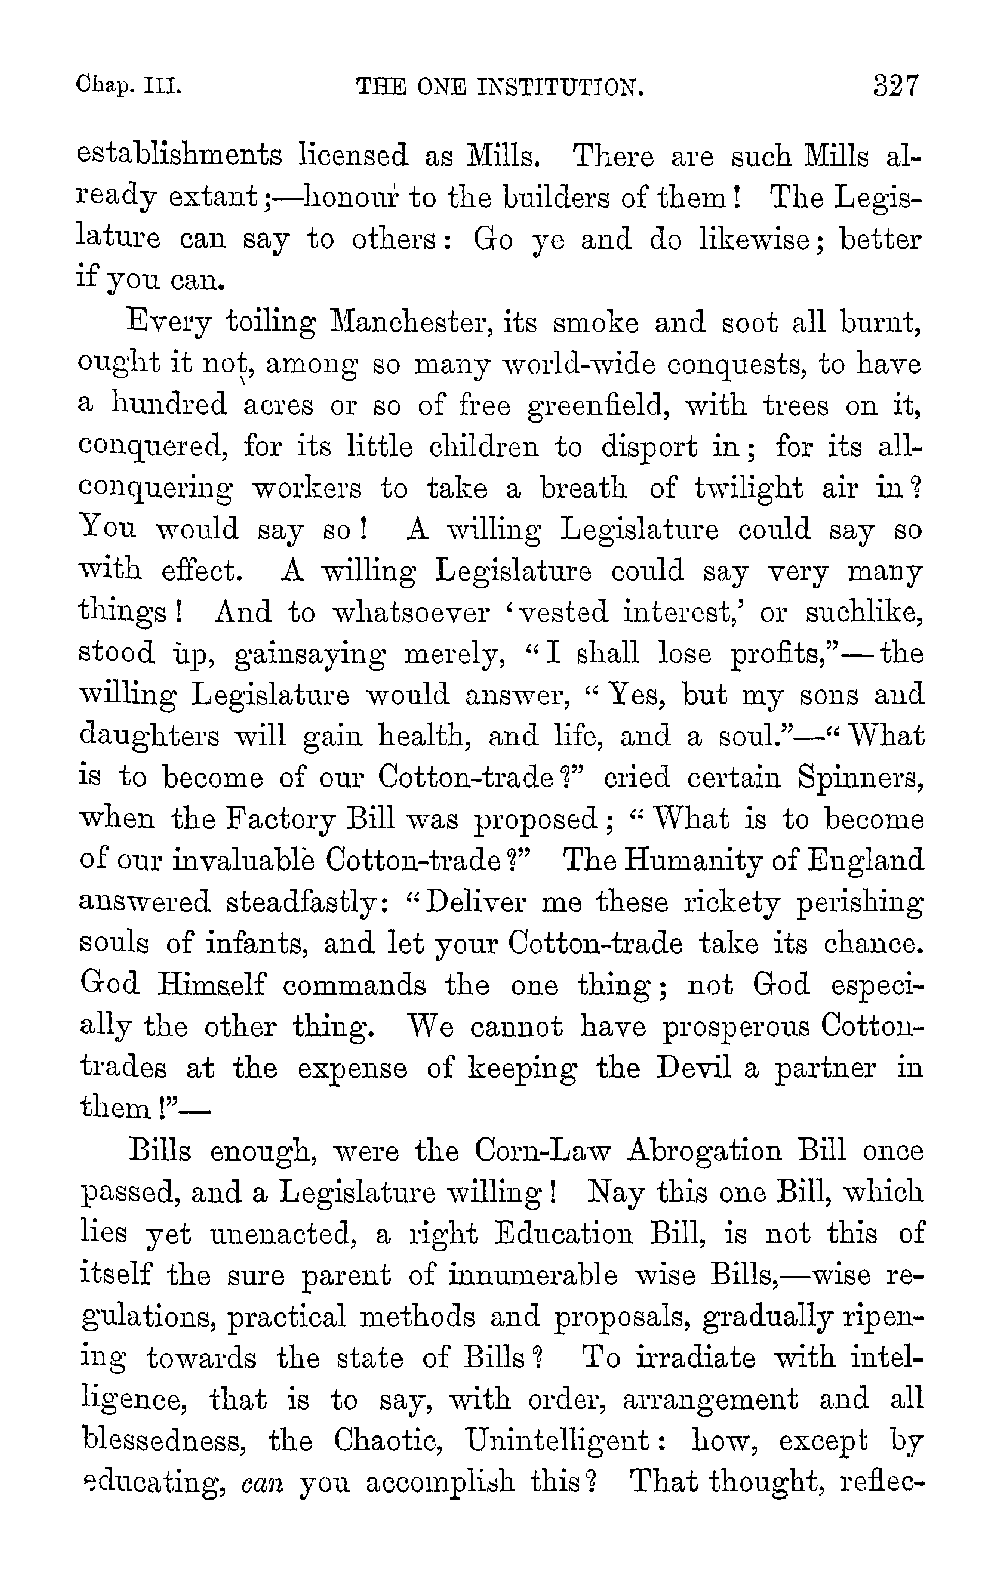 Chap. III. THE ONE INSTITUTION. 327
establishments licensed as Mills. There are such Mills al-
ready extant;—honour to the builders of them! The Legis-
lature can say to others: Go ye and do likewise; better
if you can.
Every toiling Manchester, its smoke and soot all burnt,
ought it not, among so many world-wide conquests, to have
a hundred acres or so of free greenfield, with trees on it,
conquered, for its little children to disport in; for its all-
conquering workers to take a breath of twilight air in?
You would say so! A willing Legislature could say so
with effect. A willing Legislature could say very many
things! And to whatsoever ‘vested interest,’ or suchlike,
stood up, gainsaying merely, “I shall lose profits,”—the
willing Legislature would answer, “Yes, but my sons and
daughters will gain health, and life, and a soul.”—“What
is to become of our Cotton-trade?” cried certain Spinners,
when the Factory Bill was proposed; “What is to become
of our invaluable Cotton-trade?” The Humanity of England
answered steadfastly: “Deliver me these rickety perishing
souls of infants, and let your Cotton-trade take its chance.
God Himself commands the one thing; not God especi-
ally the other thing. We cannot have prosperous Cotton-
trades at the expense of keeping the Devil a partner in
them!”—
Bills enough, were the Corn-Law Abrogation Bill once
passed, and a Legislature willing! Nay this one Bill, which
lies yet unenacted, a right Education Bill, is not this of
itself the sure parent of innumerable wise Bills,—wise re-
gulations, practical methods and proposals, gradually ripen-
ing towards the state of Bills? To irradiate with intel-
ligence, that is to say, with order, arrangement and all
blessedness, the Chaotic, Unintelligent: how, except by
educating, can you accomplish this? That thought, reflec-